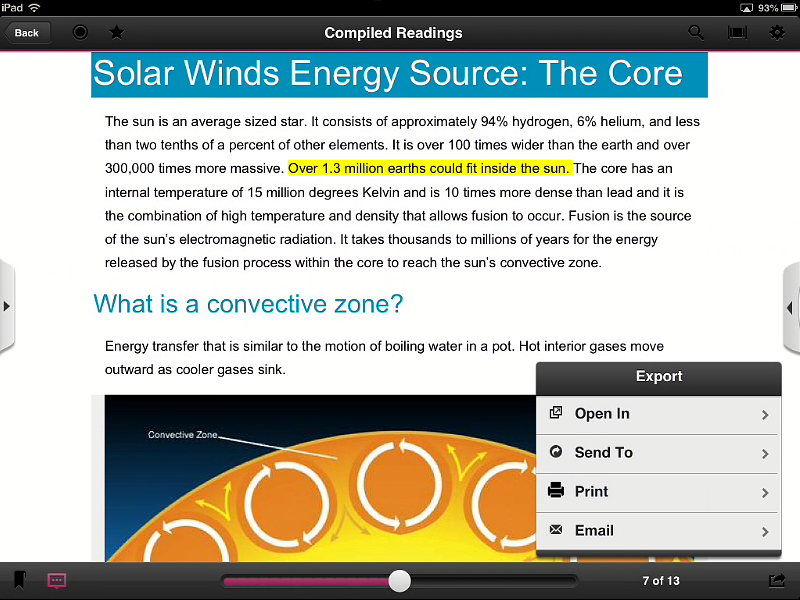 iPad 93%
Back Compiled Readings
Solar Winds Energy Source: The Core
The sun is an average sized star. It consists of approximately 94% hydrogen, 6% helium, and less
than two tenths of a percent of other elements. It is over 100 times wider than the earth and over
300,000 times more massive. Over 1.3 million earths could fit inside the sun. The core has an
internal temperature of 15 million degrees Kelvin and is 10 times more dense than lead and it is
the combination of high temperature and density that allows fusion to occur. Fusion is the source
of the sun's electromagnetic radiation. It takes thousands to millions of years for the energy
released by the fusion process within the core to reach the sun's convective zone.
What is a convective zone?
Energy transfer that is similar to the motion of boiling water in a pot. Hot interior gases move
outward as cooler gases sink.
Convective Zone
Export
Open In
Send To
Print
Email
7 of 13